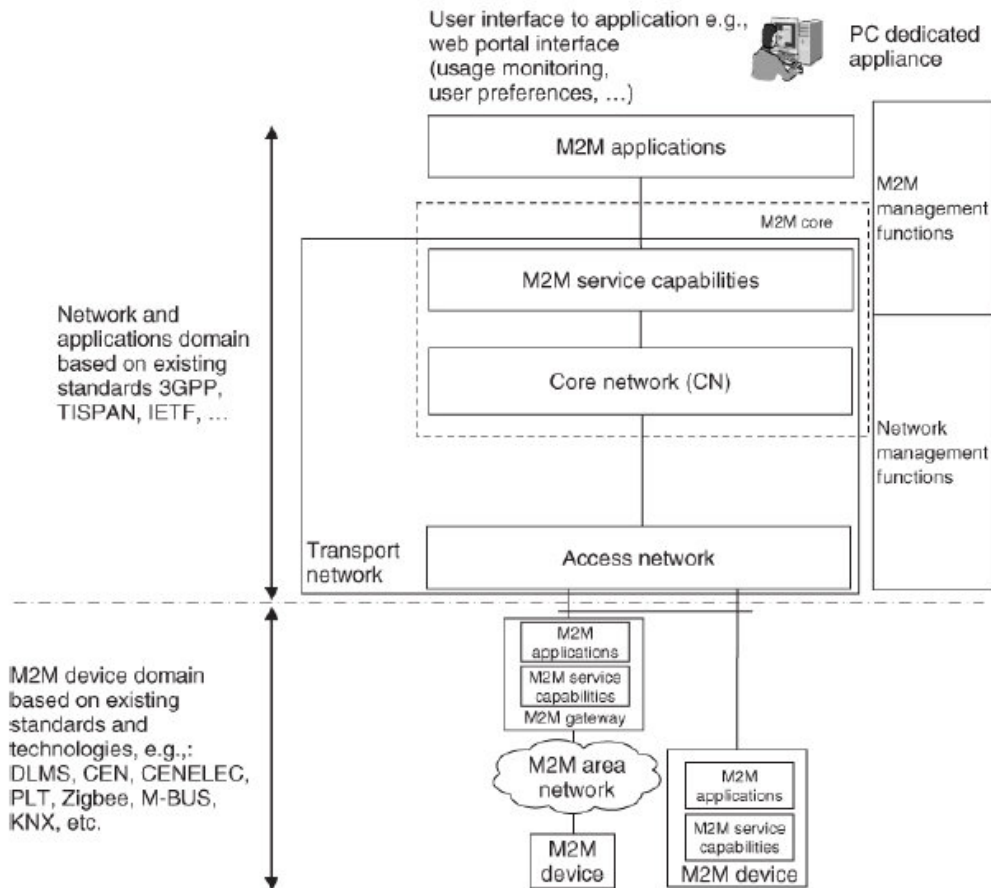 User interface to application e.g.,
web portal interface
(usage monitoring,
user preferences, ...)
PC dedicated
appliance
M2M applications
M2M
management
functions
M2M core
M2M service capabilities
Network and
applications domain
based on existing
standards 3GPP,
TISPAN, IETF, ...
Core network (CN)
Network
management
functions
Transport
network
Access network
M2M
applications
M2M service
capabilities
M2M gateway
M2M device domain
based on existing
standards and
technologies, e.g.,:
DLMS, CEN, CENELEC,
PLT, Zigbee, M-BUS,
KNX, etc.
M2M area
network
M2M
device
M2M
applications
M2M service
capabilities
M2M device